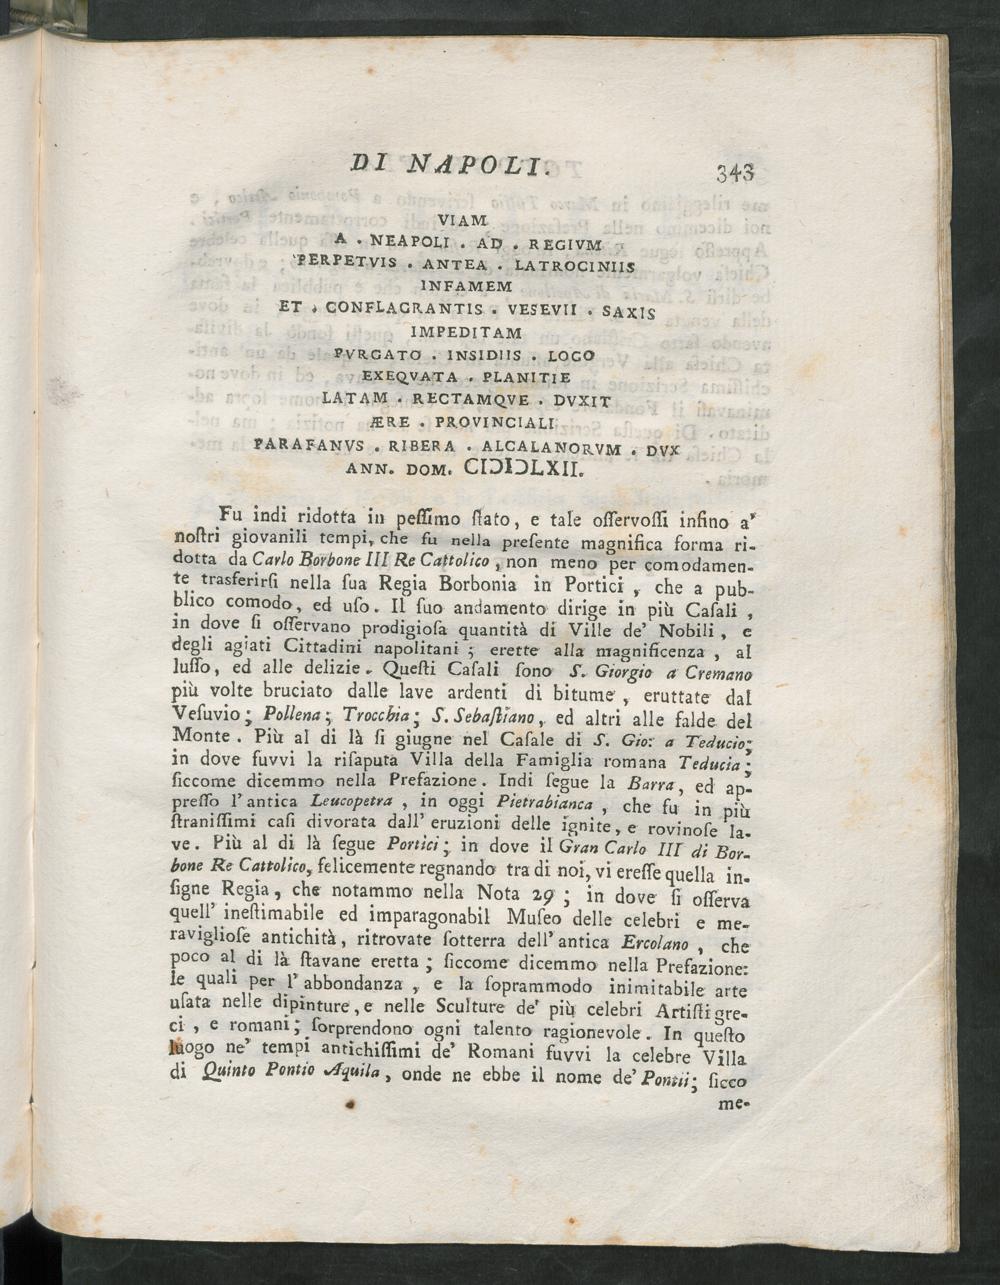 DI NAPOLI. 343
VIAM
A . NEAPOLI . AD . REGIVM
PERPETVIS . ANTEA . LATROCINIIS
INFAMEM
ET . CONFLAGRANTIS . VESEVII . SAXIS
IMPEDITAM
PVRGATO . INSIDIIS . LOCO
EXEQVATA . PLANITIE
LATAM . RECTAMQVE . DVXIT
ÆRE . PROVINCIALI
PARAFANVS . RIBERA . ALCALANORVM . DVX
ANN. DOM. CIƆIƆLXII.
Fu indi ridotta in peſſimo ſtato, e tale oſſervoſſi infino a'
noſtri giovanili tempi, che fu nella preſente magnifica forma ri-
dotta da Carlo Borbone III Re Cattolico, non meno per comodamen-
te trasferirſi nella ſua Regia Borbonia in Portici, che a pub-
blico comodo, ed uſo. Il ſuo andamento dirige in più Caſali,
in dove ſi oſſervano prodigioſa quantità di Ville de' Nobili, e
degli agiati Cittadini napolitani; erette alla magnificenza, al
luſſo, ed alle delizie. Queſti Caſali ſono S. Giorgio a Cremano
più volte bruciato dalle lave ardenti di bitume, eruttate dal
Veſuvio; Pollena; Trocchia; S. Sebaſtiano, ed altri alle falde del
Monte. Più al di là ſi giugne nel Caſale di S. Gio: a Teducio;
in dove fuvvi la riſaputa Villa della Famiglia romana Teducia;
ſiccome dicemmo nella Prefazione. Indi ſegue la Barra, ed ap-
preſſo l'antica Leucopetra, in oggi Pietrabianca, che fu in più
ſtraniſſimi caſi divorata dall'eruzioni delle ignite, e rovinoſe la-
ve. Più al di là ſegue Portici; in dove il Gran Carlo III di Bor-
bone Re Cattolico, felicemente regnando tra di noi, vi ereſſe quella in-
ſigne Regia, che notammo nella Nota 29; in dove ſi oſſerva
quell' ineſtimabile ed imparagonabil Muſeo delle celebri e me-
raviglioſe antichità, ritrovate ſotterra dell'antica Ercolano, che
poco al di là ſtavane eretta; ſiccome dicemmo nella Prefazione:
le quali per l'abbondanza, e la ſoprammodo inimitabile arte
uſata nelle dipinture, e nelle Sculture de' più celebri Artiſti gre-
ci, e romani; ſorprendono ogni talento ragionevole. In queſto
luogo ne' tempi antichiſſimi de' Romani fuvvi la celebre Villa
di Quinto Pontio Aquila, onde ne ebbe il nome de' Pontii; ſicco
me-